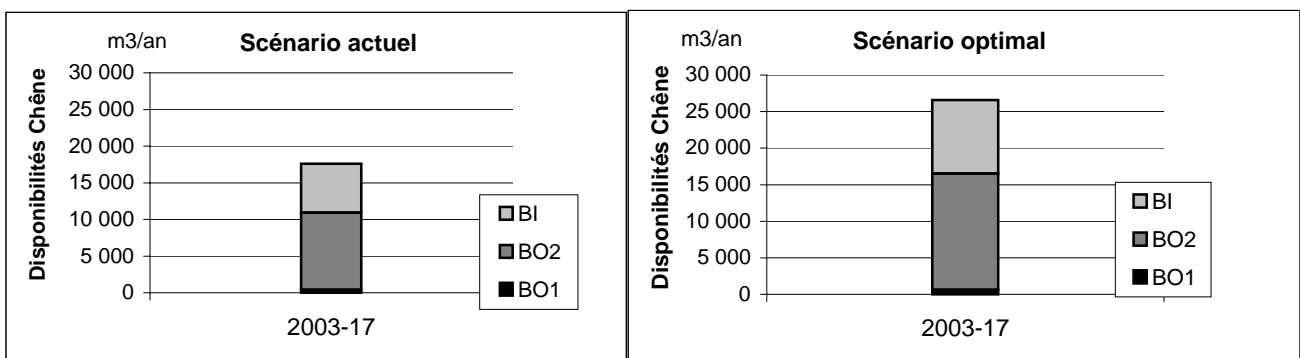 m3/an
Scénario actuel
Disponibilités Chêne
30 000
25 000
20 000
15 000
10 000
5 000
0
2003-17
BI
BO2
BO1
m3/an
Scénario optimal
Disponibilités Chêne
30 000
25 000
20 000
15 000
10 000
5 000
0
2003-17
BI
BO2
BO1